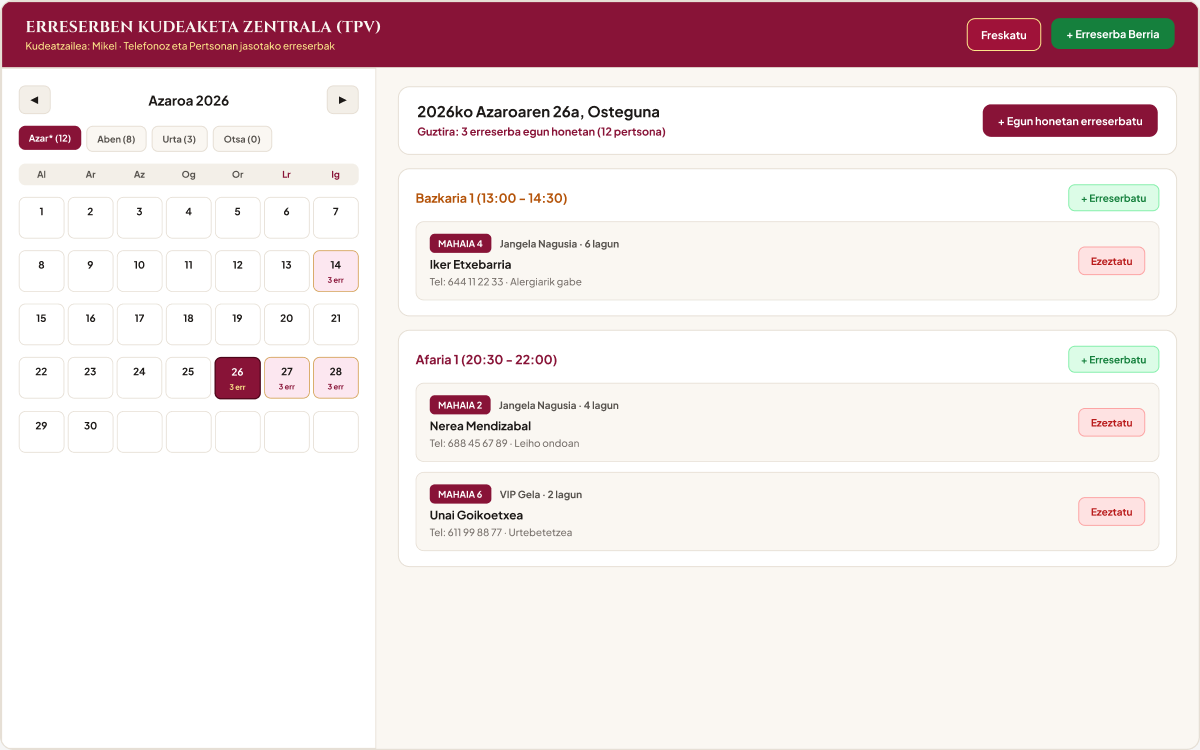 ERRESERBEN KUDEAKETA ZENTRALA (TPV)
Kudeatzailea: Mikel · Telefonoz eta Pertsonan jasotako erreserbak
Freskatu
+ Erreserba Berria
◄ Azaroa 2026 ►
Azar* (12) Aben (8) Urta (3) Otsa (0)
Al Ar Az Og Or Lr Ig
1 2 3 4 5 6 7
8 9 10 11 12 13 14
3 err
15 16 17 18 19 20 21
22 23 24 25 26 27 28
3 err 3 err 3 err
29 30
2026ko Azaroaren 26a, Osteguna
Guztira: 3 erreserba egun honetan (12 pertsona)
+ Egun honetan erreserbatu
Bazkaria 1 (13:00 - 14:30)
+ Erreserbatu
MAHAIA 4 Jangela Nagusia · 6 lagun
Iker Etxebarria
Tel: 644 11 22 33 · Alergiarik gabe
Ezeztatu
Afaria 1 (20:30 - 22:00)
+ Erreserbatu
MAHAIA 2 Jangela Nagusia · 4 lagun
Nerea Mendizabal
Tel: 688 45 67 89 · Leiho ondoan
Ezeztatu
MAHAIA 6 VIP Gela · 2 lagun
Unai Goikoetxea
Tel: 611 99 88 77 · Urtebetetzea
Ezeztatu